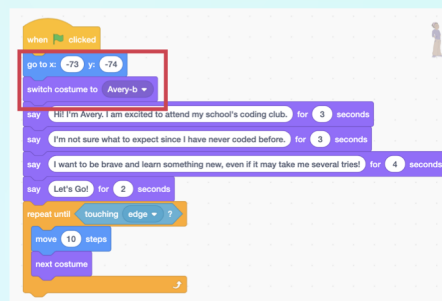 when clicked
go to x: -73 y: -74
switch costume to Avery-b
say Hi! I'm Avery. I am excited to attend my school's coding club. for 3 seconds
say I'm not sure what to expect since I have never coded before. for 3 seconds
say I want to be brave and learn something new, even if it may take me several tries! for 4 seconds
say Let's Go! for 2 seconds
repeat until touching edge ?
move 10 steps
next costume